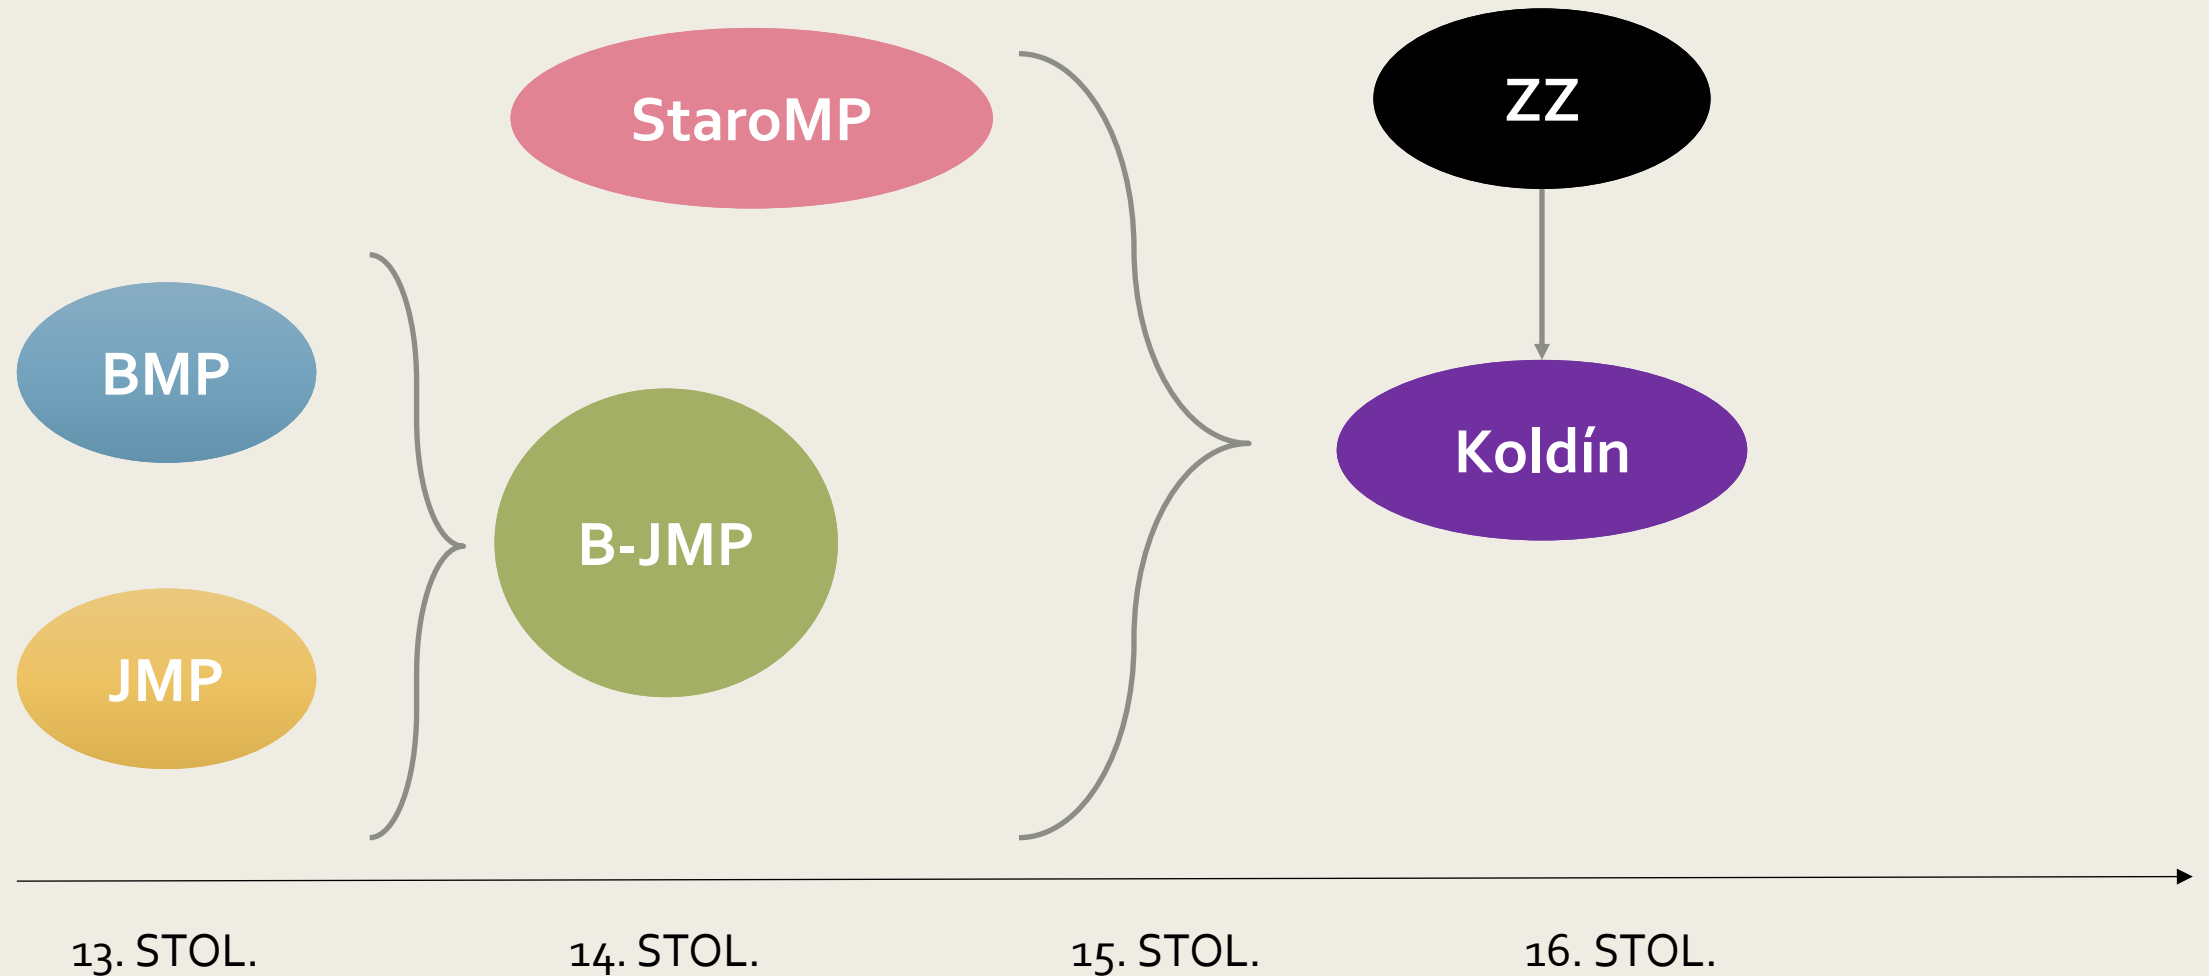 StaroMP
ZZ
BMP
Koldín
B-JMP
JMP
13. STOL.
14. STOL.
15. STOL.
16. STOL.